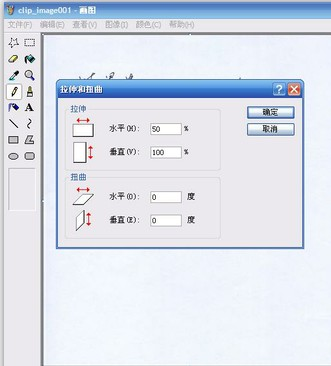 clip_image001 - 画图
文件(F) 编辑(E) 查看(V) 图像(I) 颜色(C) 帮助(H)
拉伸和扭曲
拉伸
水平(H): 50 %
垂直(V): 100 %
扭曲
水平(O): 0 度
垂直(E): 0 度
确定
取消